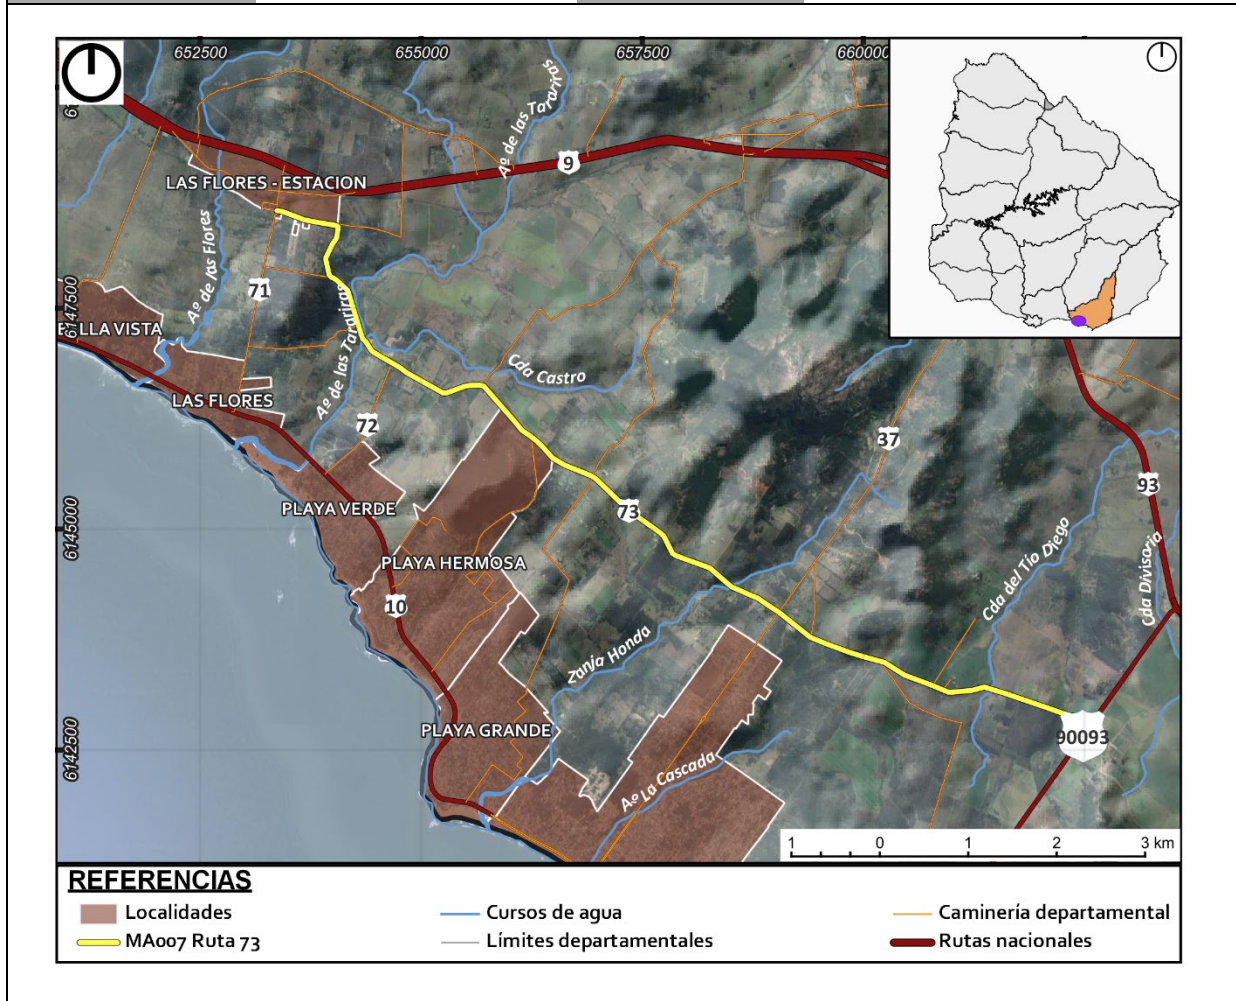 652500
655000
657500
660000
Aº de las Tarariras
9
LAS FLORES - ESTACION
Aº de las Flores
71
6147500
Aº de las Tarariras
LAS FLORES
72
Cda Castro
37
93
73
PLAYA VERDE
6145000
PLAYA HERMOSA
10
Cda del Tío Diego
Cda Divisoria
Zanja Honda
PLAYA GRANDE
90093
6142500
Aº La Cascada
1 0 1 2 3 km
REFERENCIAS
Localidades
Cursos de agua
Caminería departamental
MA007 Ruta 73
Límites departamentales
Rutas nacionales